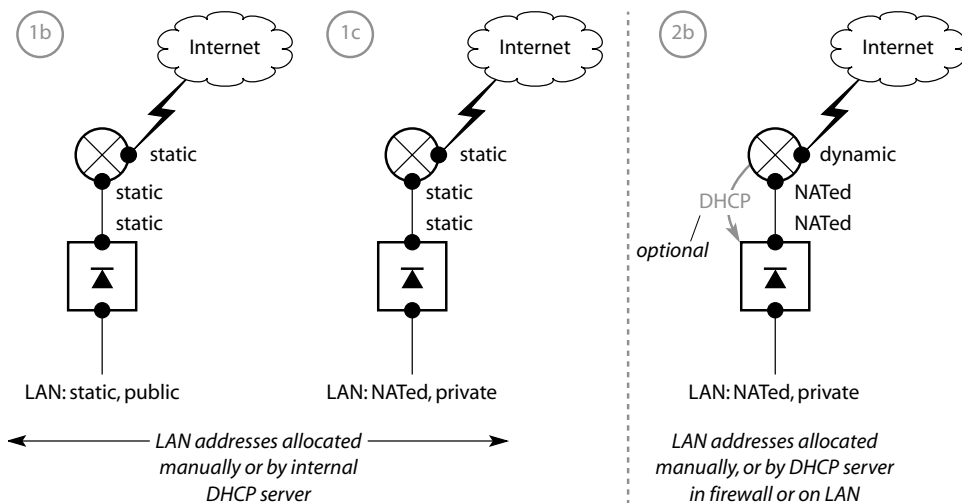 1b
Internet
static
static
static
LAN: static, public
1c
Internet
static
static
static
LAN: NATed, private
LAN addresses allocated
manually or by internal
DHCP server
2b
Internet
dynamic
NATed
DHCP
NATed
optional
LAN: NATed, private
LAN addresses allocated
manually, or by DHCP server
in firewall or on LAN